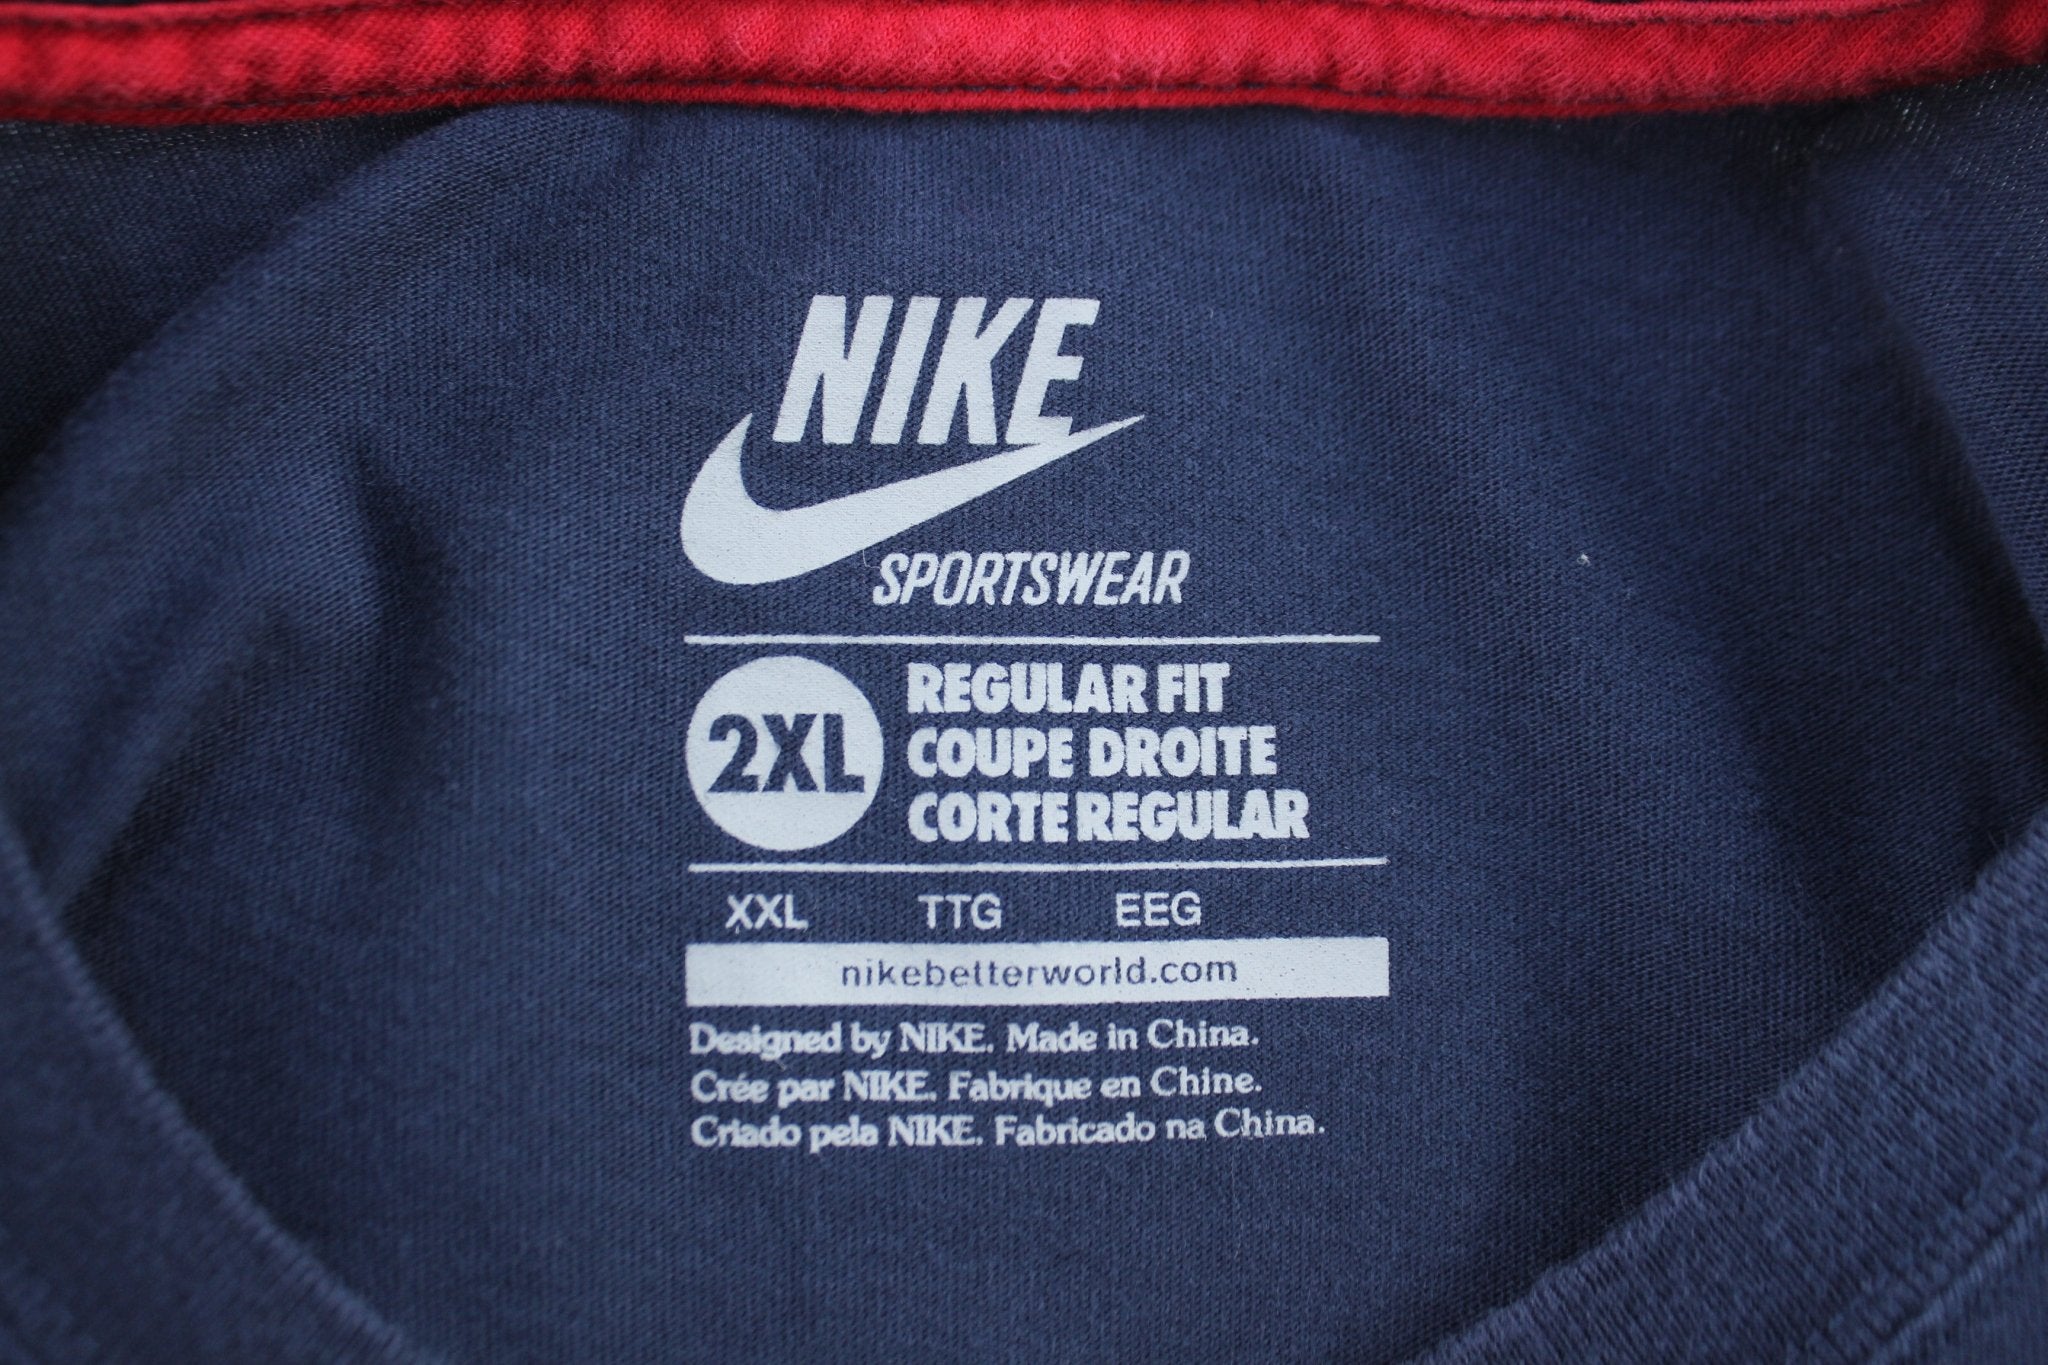 NIKE
SPORTSWEAR
2XL
REGULAR FIT
COUPE DROITE
CORTE REGULAR
XXL TTG EEG
nikebetterworld.com
Designed by NIKE. Made in China.
Crée par NIKE. Fabrique en Chine.
Criado pela NIKE. Fabricado na China.